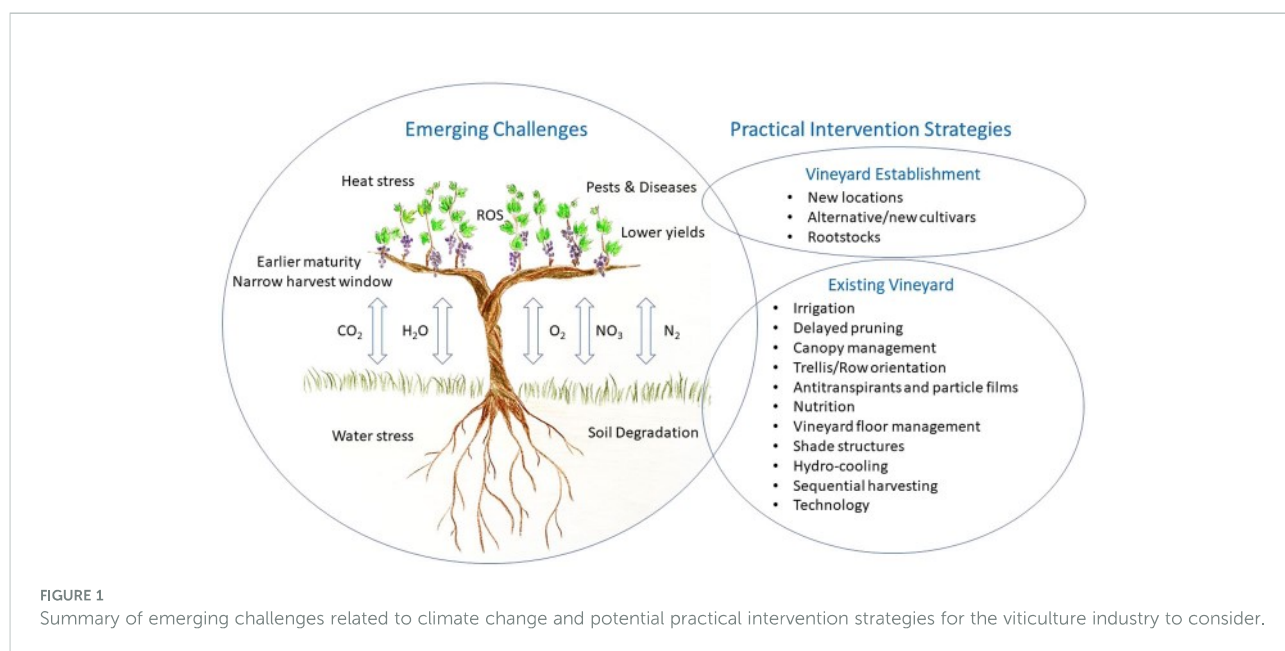 Emerging Challenges
Heat stress
Pests & Diseases
ROS
Lower yields
Earlier maturity
Narrow harvest window
CO₂
H₂O
O₂
NO₃
N₂
Water stress
Soil Degradation
Practical Intervention Strategies
Vineyard Establishment
• New locations
• Alternative/new cultivars
• Rootstocks
Existing Vineyard
• Irrigation
• Delayed pruning
• Canopy management
• Trellis/Row orientation
• Antitranspirants and particle films
• Nutrition
• Vineyard floor management
• Shade structures
• Hydro-cooling
• Sequential harvesting
• Technology
FIGURE 1
Summary of emerging challenges related to climate change and potential practical intervention strategies for the viticulture industry to consider.